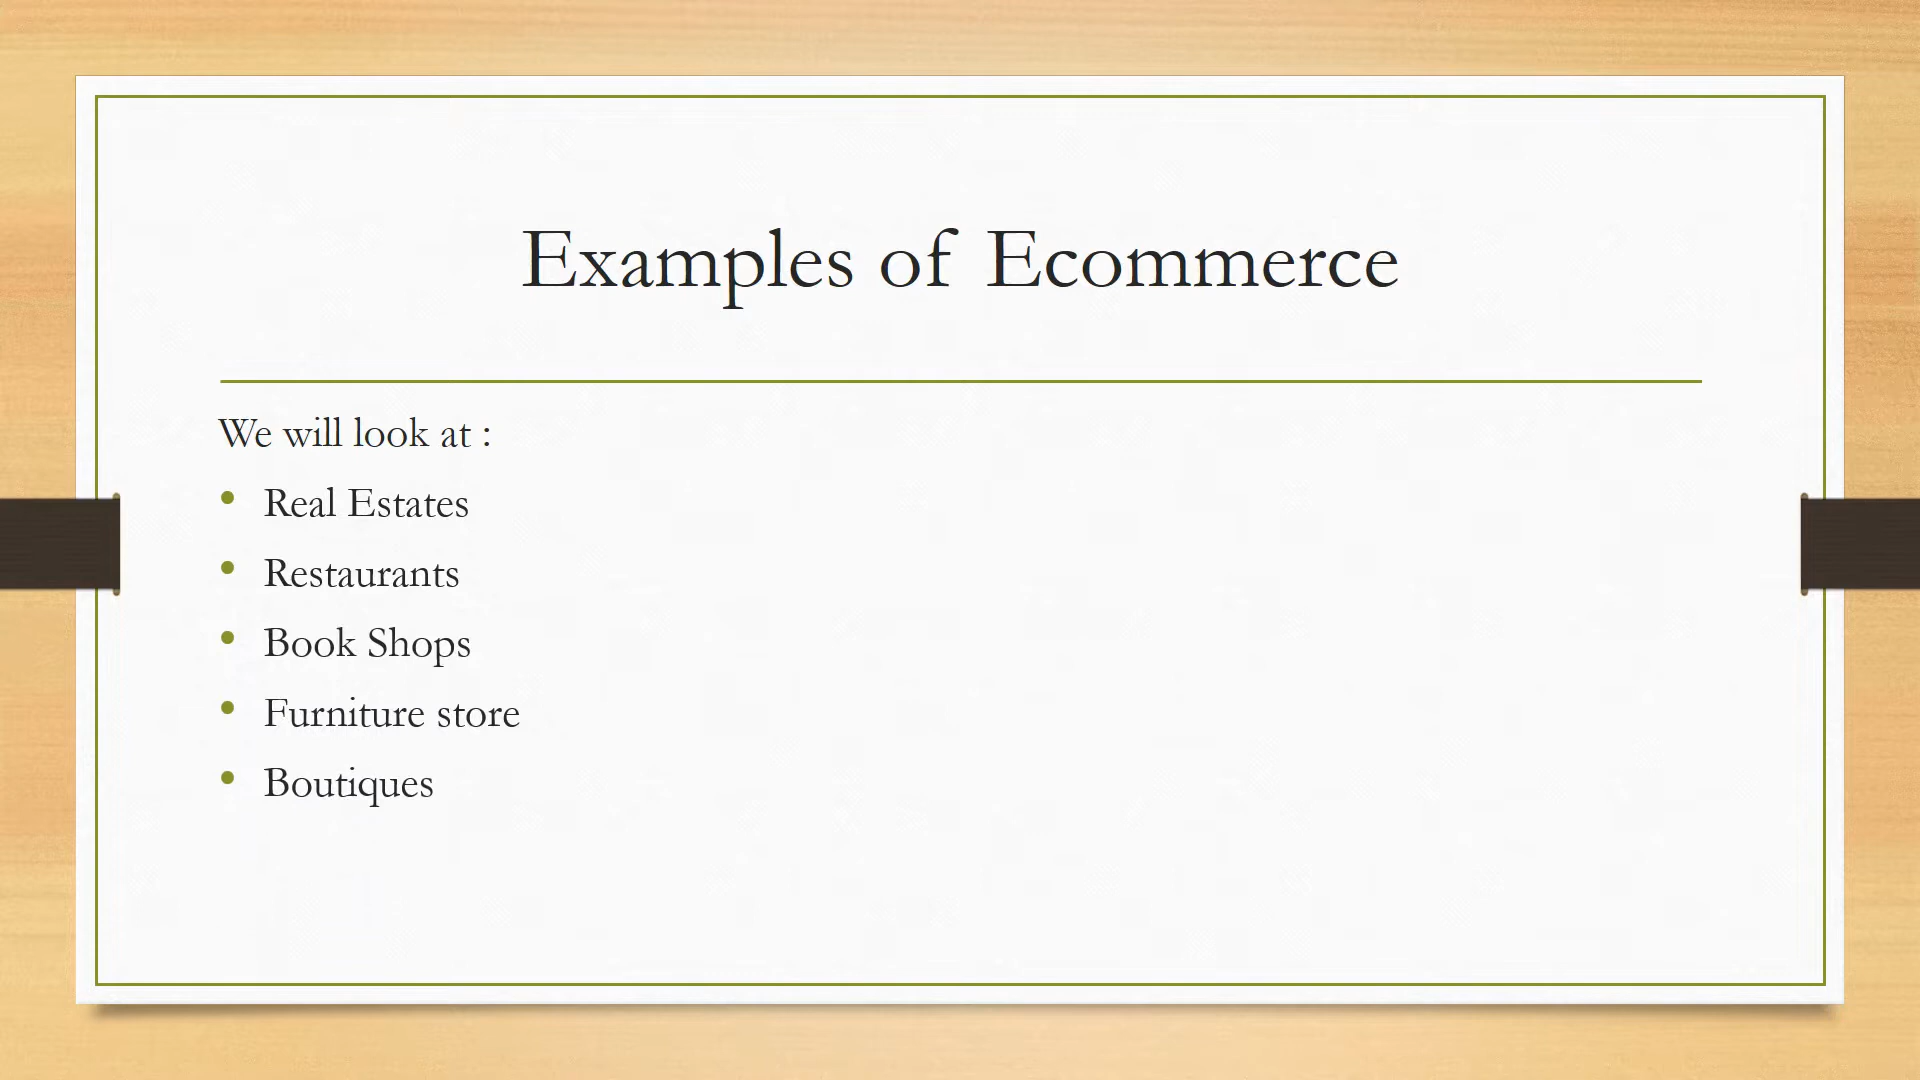 Examples of Ecommerce
We will look at :
• Real Estates
• Restaurants
• Book Shops
• Furniture store
• Boutiques